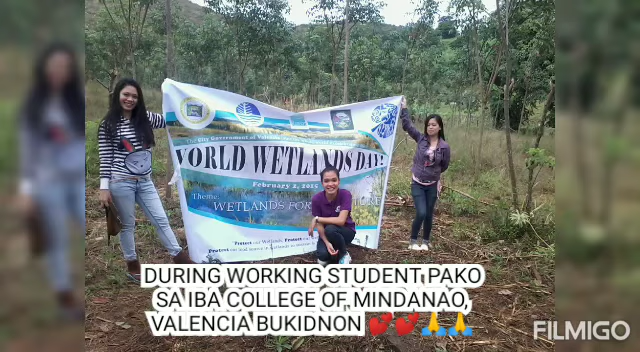 The City Government of Valencia
WORLD WETLANDS DAY!
February 2, 2015
Theme:
WETLANDS FOR
"Protect our Wetlands, Protect
DURING WORKING STUDENT PAKO
SA IBA COLLEGE OF MINDANAO,
VALENCIA BUKIDNON 💕💕🙏🙏
FILMIGO